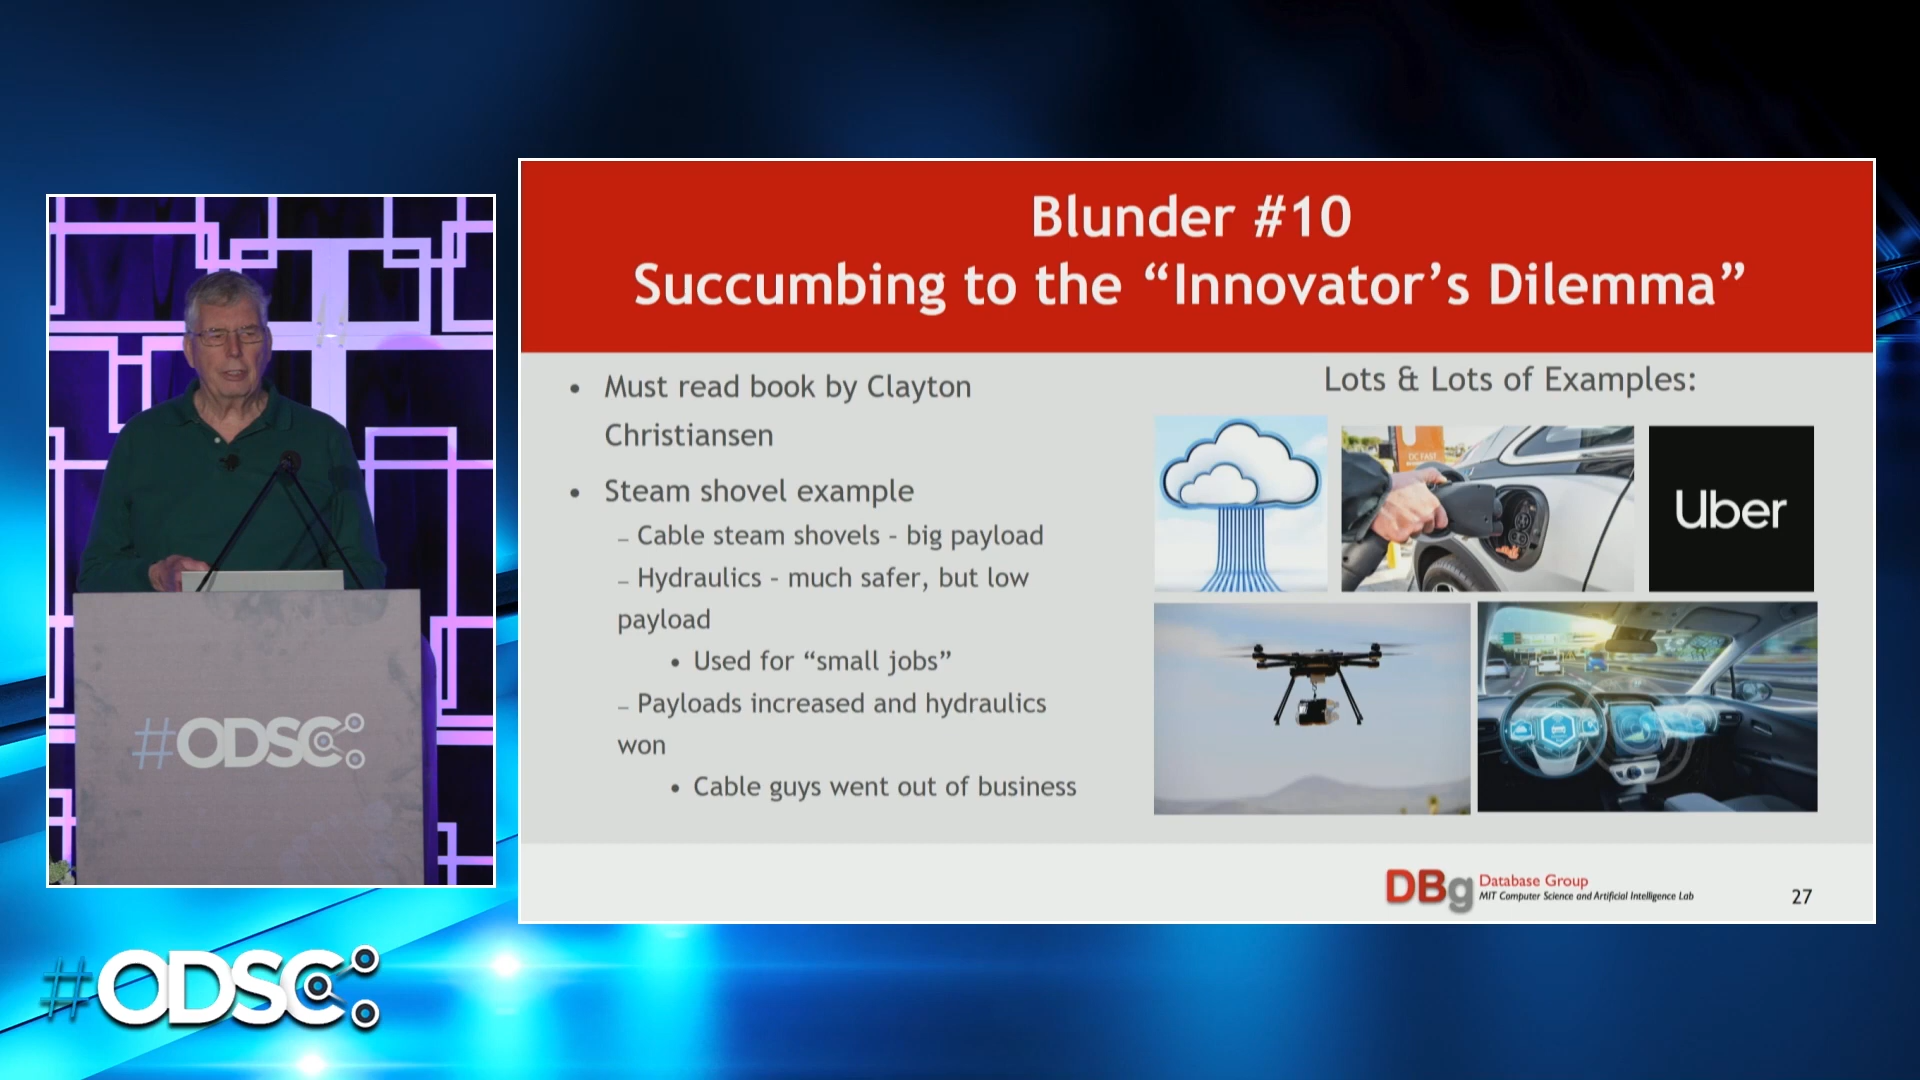 Blunder #10
Succumbing to the “Innovator’s Dilemma”
• Must read book by Clayton
Christiansen
• Steam shovel example
– Cable steam shovels - big payload
– Hydraulics - much safer, but low
payload
• Used for “small jobs”
– Payloads increased and hydraulics
won
• Cable guys went out of business
Lots & Lots of Examples:
DC FAST
Uber
DBg Database Group
MIT Computer Science and Artificial Intelligence Lab
27
#ODSC
#ODSC